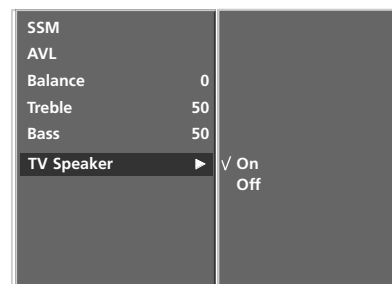 SSM
AVL
Balance 0
Treble 50
Bass 50
TV Speaker ► √ On
Off